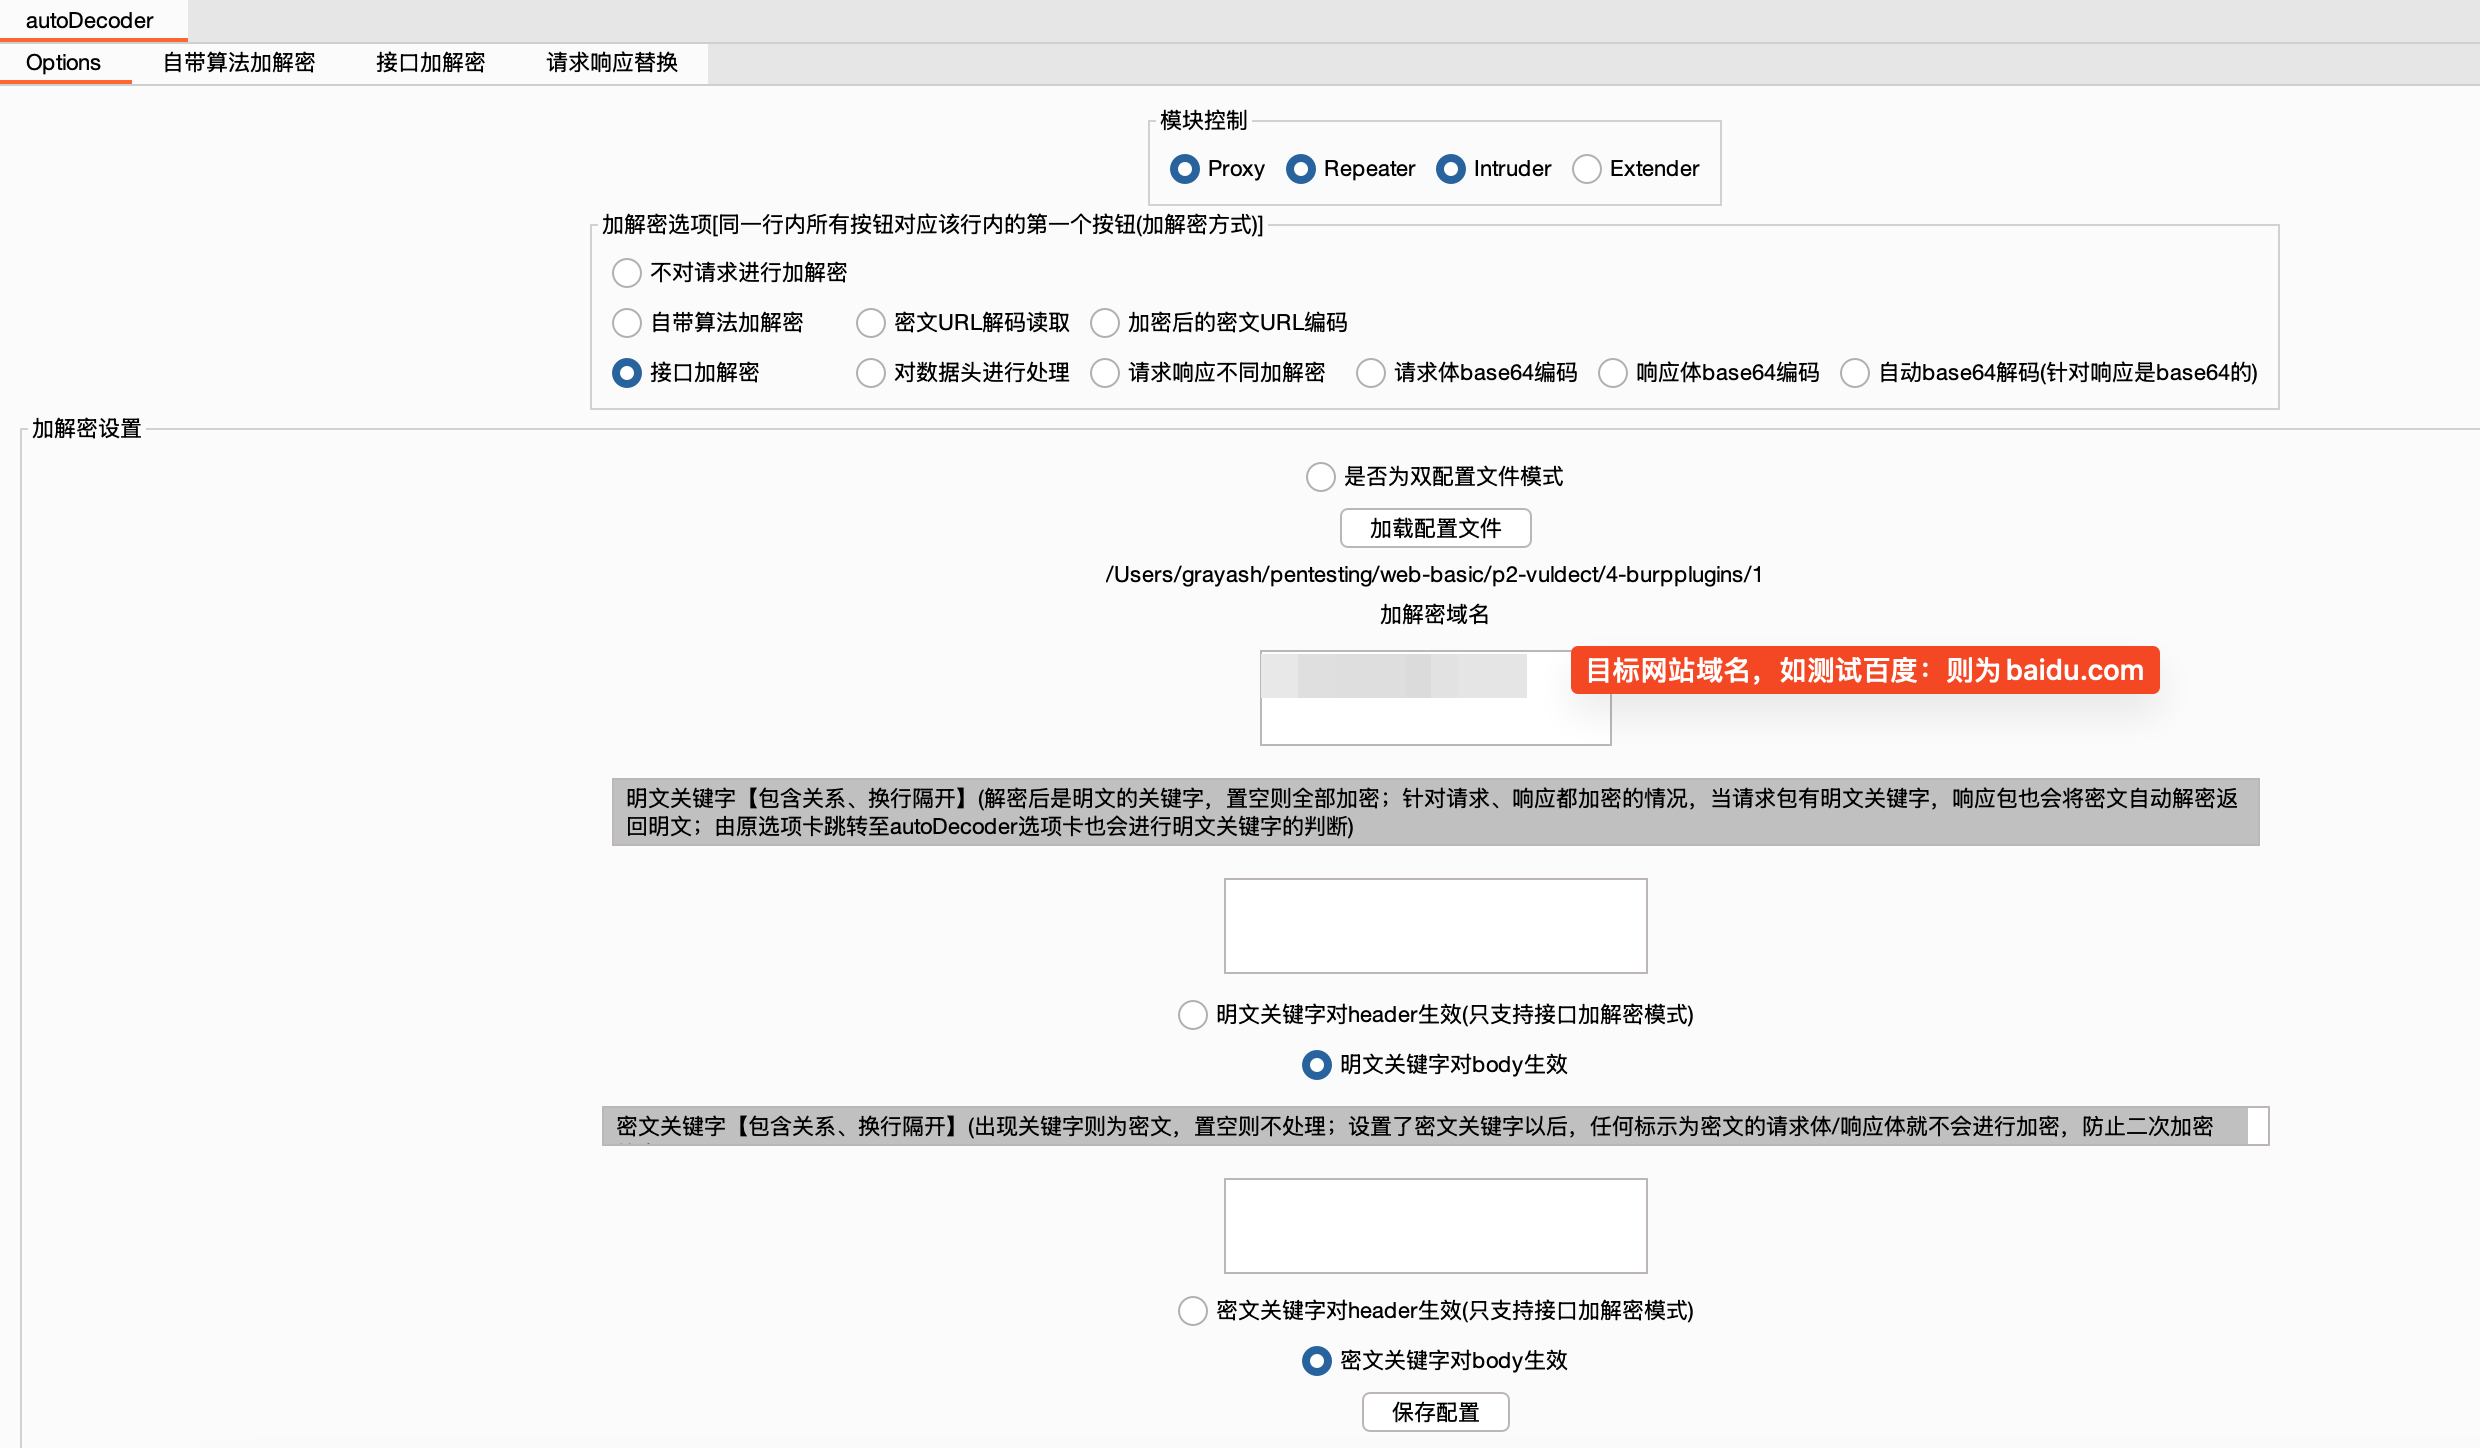 autoDecoder
Options 自带算法加解密 接口加解密 请求响应替换
模块控制
Proxy Repeater Intruder Extender
加解密选项[同一行内所有按钮对应该行内的第一个按钮(加解密方式)]
不对请求进行加解密
自带算法加解密 密文URL解码读取 加密后的密文URL编码
接口加解密 对数据头进行处理 请求响应不同加解密 请求体base64编码 响应体base64编码 自动base64解码(针对响应是base64的)
加解密设置
是否为双配置文件模式
加载配置文件
/Users/grayash/pentesting/web-basic/p2-vuldect/4-burpplugins/1
加解密域名
目标网站域名，如测试百度：则为 baidu.com
明文关键字【包含关系、换行隔开】(解密后是明文的关键字，置空则全部加密；针对请求、响应都加密的情况，当请求包有明文关键字，响应包也会将密文自动解密返
回明文；由原选项卡跳转至autoDecoder选项卡也会进行明文关键字的判断)
明文关键字对header生效(只支持接口加解密模式)
明文关键字对body生效
密文关键字【包含关系、换行隔开】(出现关键字则为密文，置空则不处理；设置了密文关键字以后，任何标示为密文的请求体/响应体就不会进行加密，防止二次加密
密文关键字对header生效(只支持接口加解密模式)
密文关键字对body生效
保存配置